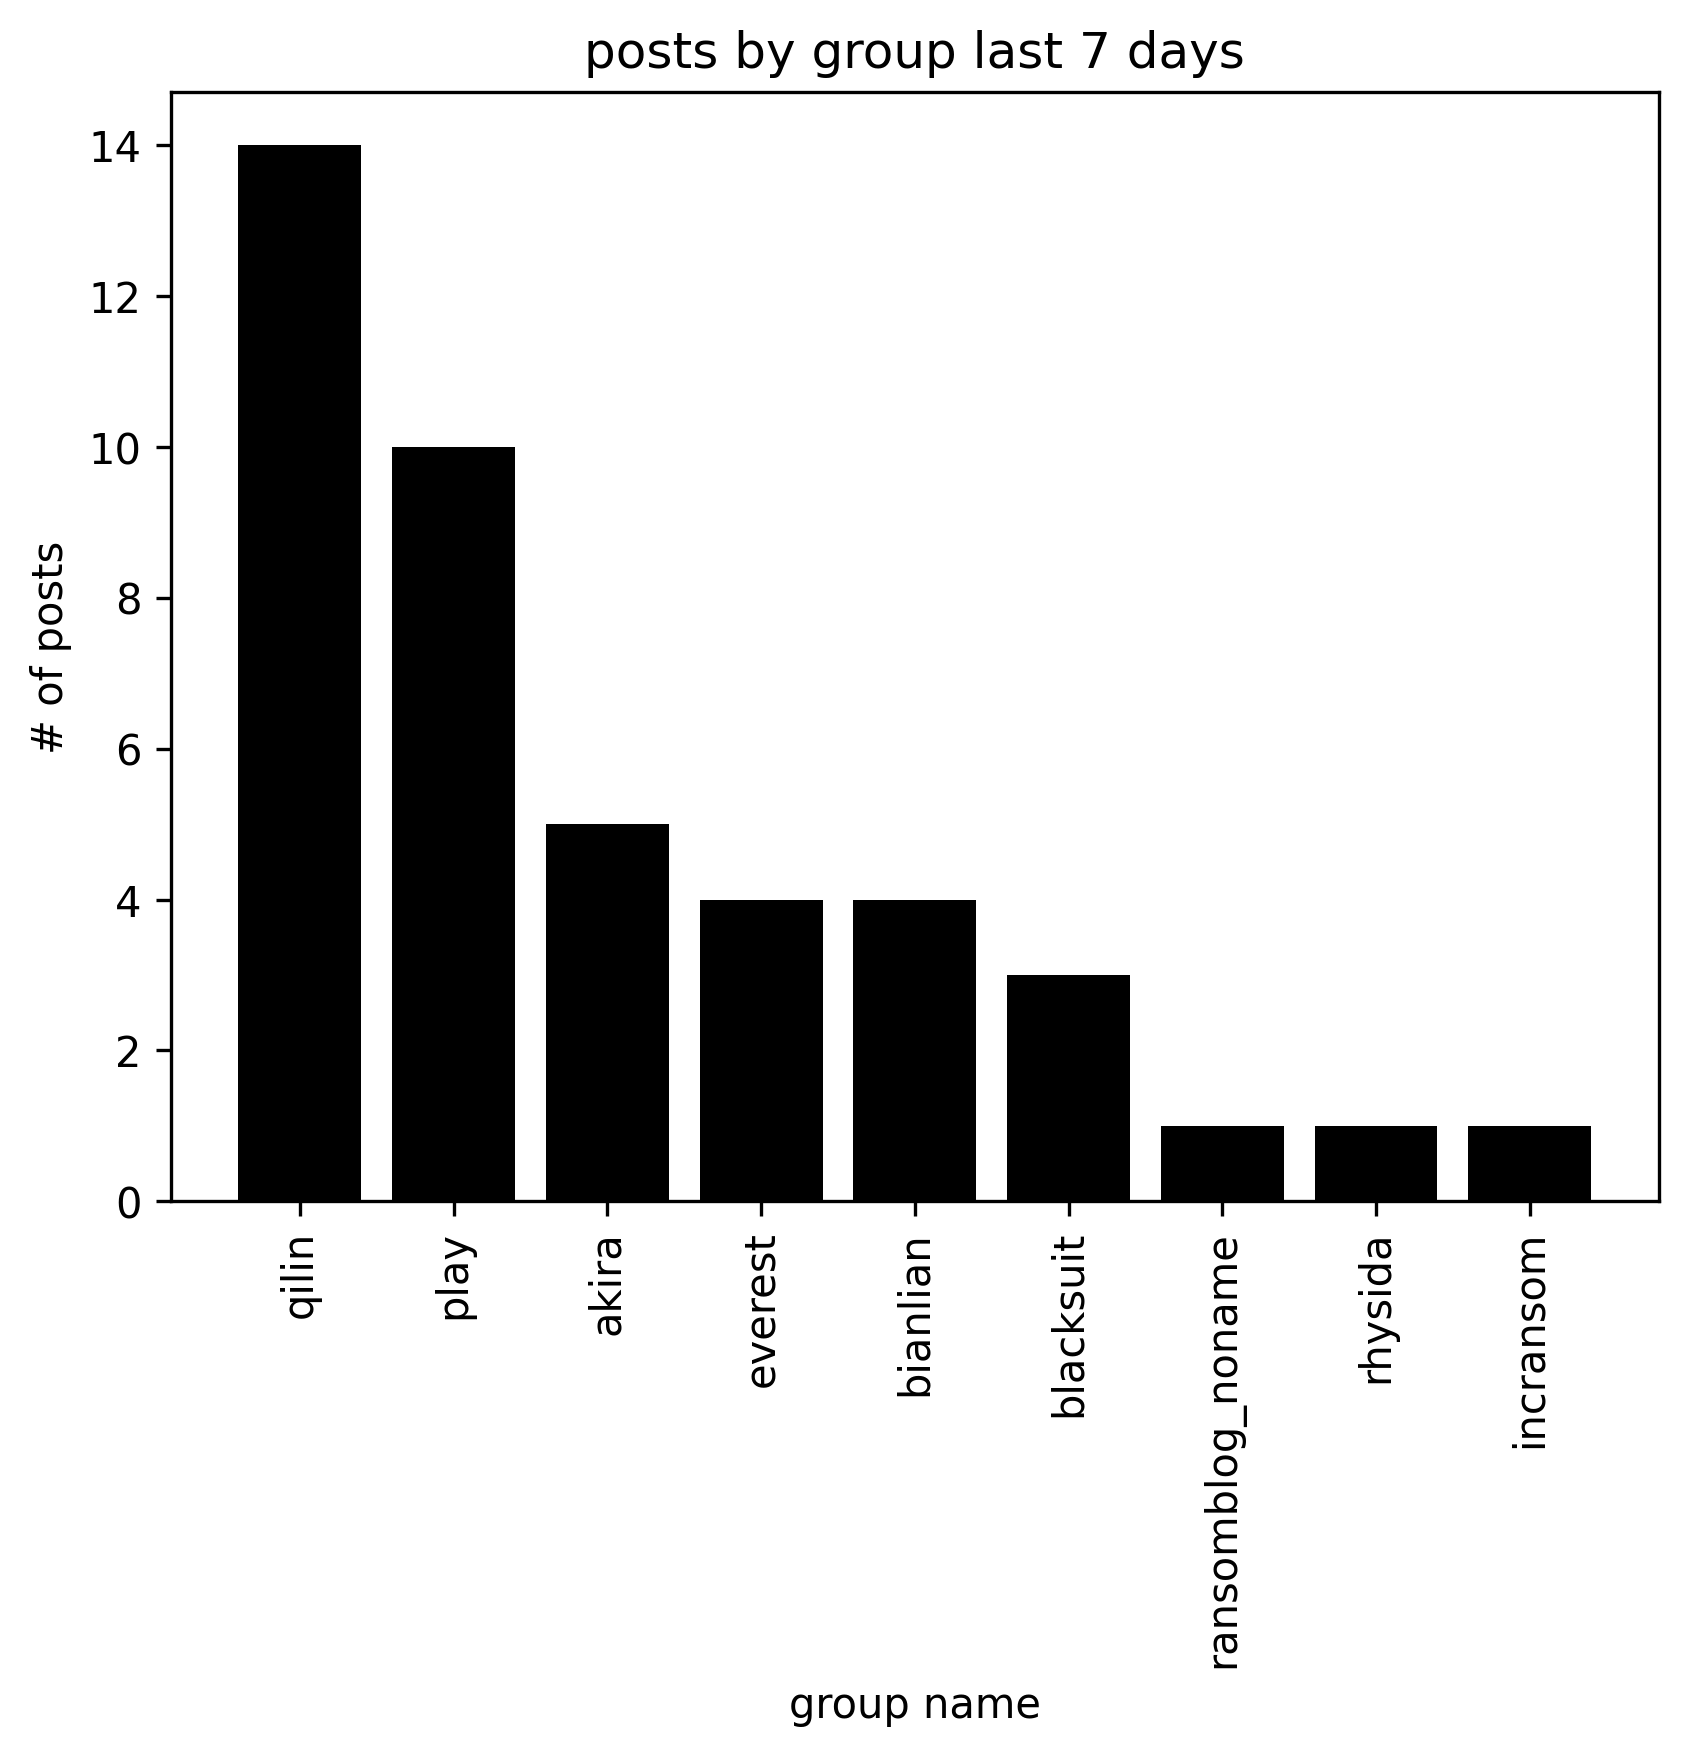 posts by group last 7 days
# of posts
14
12
10
8
6
4
2
0
qilin
play
akira
everest
bianlian
blacksuit
ransomblog_noname
rhysida
incransom
group name